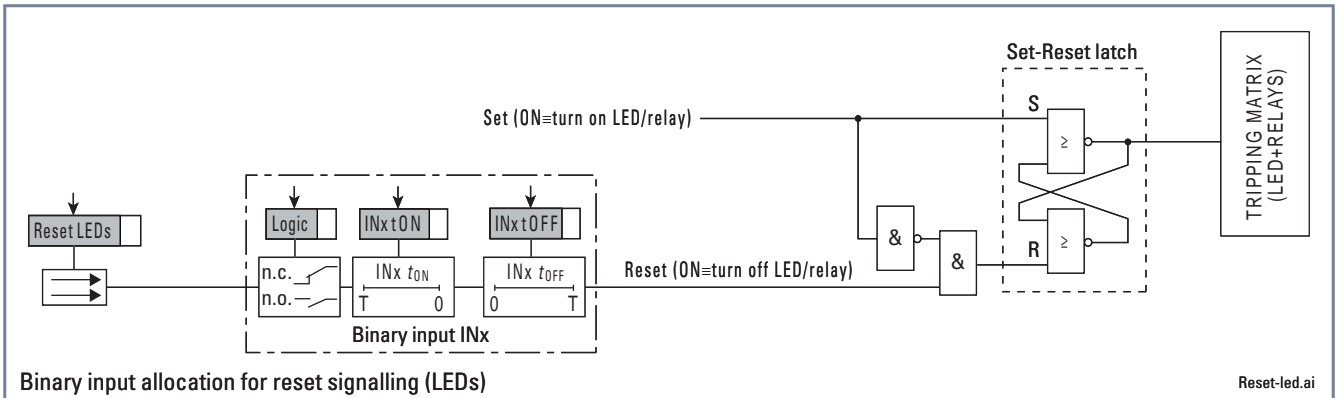 Set-Reset latch
TRIPPING MATRIX
(LED+RELAYS)
Set (ON≡turn on LED/relay)
S
≥
Reset LEDs
Logic
INx tON
INx tOFF
n.c.
n.o.
INx tON
T 0
INx tOFF
0 T
Binary input INx
Reset (ON≡turn off LED/relay)
&
&
R
≥
Binary input allocation for reset signalling (LEDs)
Reset-led.ai